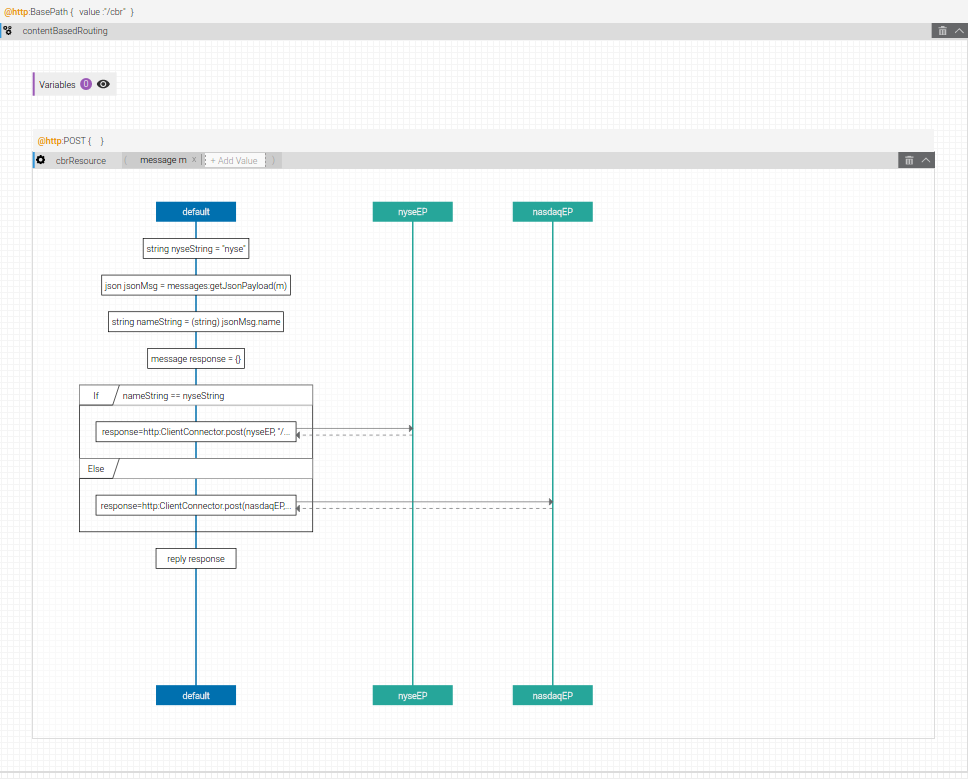 @http:BasePath { value :"/cbr" }
contentBasedRouting
Variables 0
@http:POST { }
cbrResource ( message m x + Add Value )
default nyseEP nasdaqEP
string nyseString = "nyse"
json jsonMsg = messages:getJsonPayload(m)
string nameString = (string) jsonMsg.name
message response = {}
If nameString == nyseString
response=http:ClientConnector.post(nyseEP, "/...
Else
response=http:ClientConnector.post(nasdaqEP,...
reply response
default nyseEP nasdaqEP